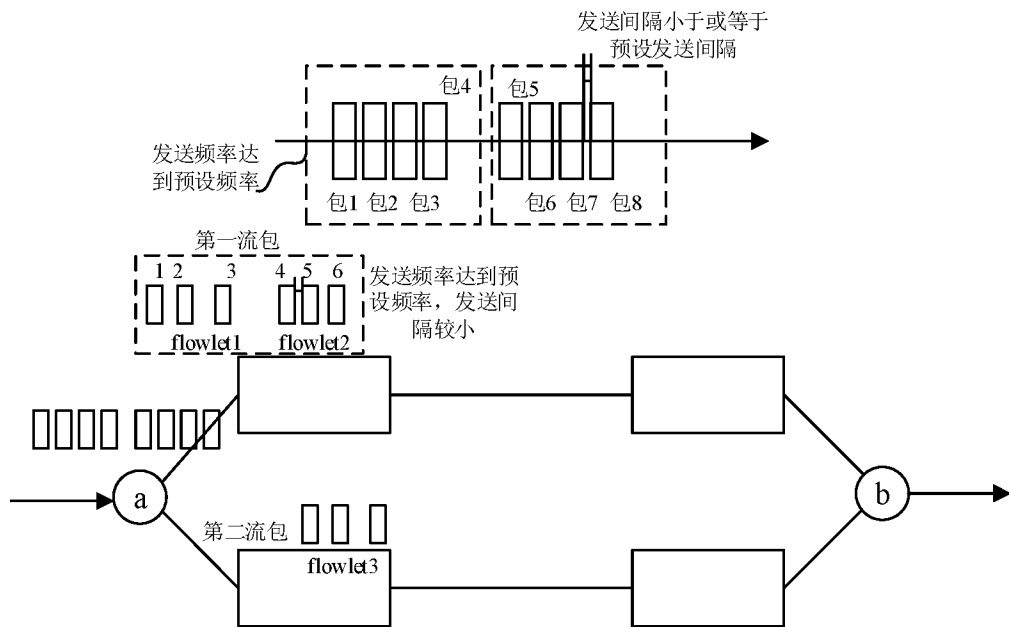 发送间隔小于或等于
预设发送间隔
包4
包5
发送频率达
到预设频率
包1 包2 包3
包6 包7 包8
第一流包
1 2 3 4 5 6
发送频率达到预
设频率，发送间
隔较小
flowlet1 flowlet2
a
b
第二流包
flowlet3